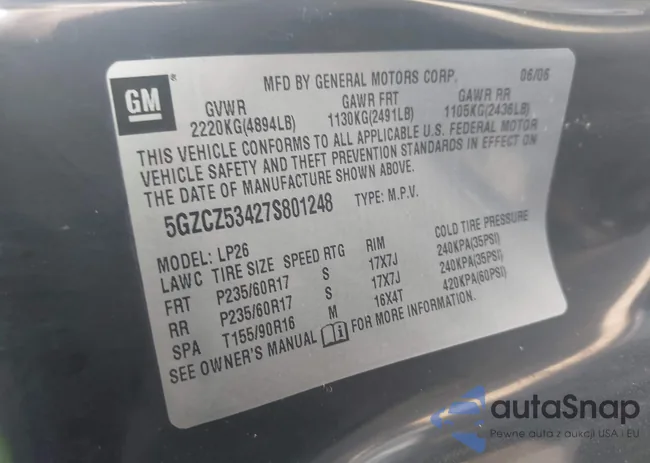 GM ®
MFD BY GENERAL MOTORS CORP. 06/06
GVWR GAWR FRT GAWR RR
2220KG(4894LB) 1130KG(2491LB) 1105KG(2436LB)
THIS VEHICLE CONFORMS TO ALL APPLICABLE U.S. FEDERAL MOTOR
VEHICLE SAFETY AND THEFT PREVENTION STANDARDS IN EFFECT ON
THE DATE OF MANUFACTURE SHOWN ABOVE.
5GZCZ53427S801248 TYPE: M.P.V.
MODEL: LP26
LAWC TIRE SIZE SPEED RTG RIM COLD TIRE PRESSURE
FRT P235/60R17 S 17X7J 240KPA(35PSI)
RR P235/60R17 S 17X7J 240KPA(35PSI)
SPA T155/90R16 M 16X4T 420KPA(60PSI)
SEE OWNER'S MANUAL FOR MORE INFORMATION.
autaSnap
Pewne auta z aukcji USA i EU